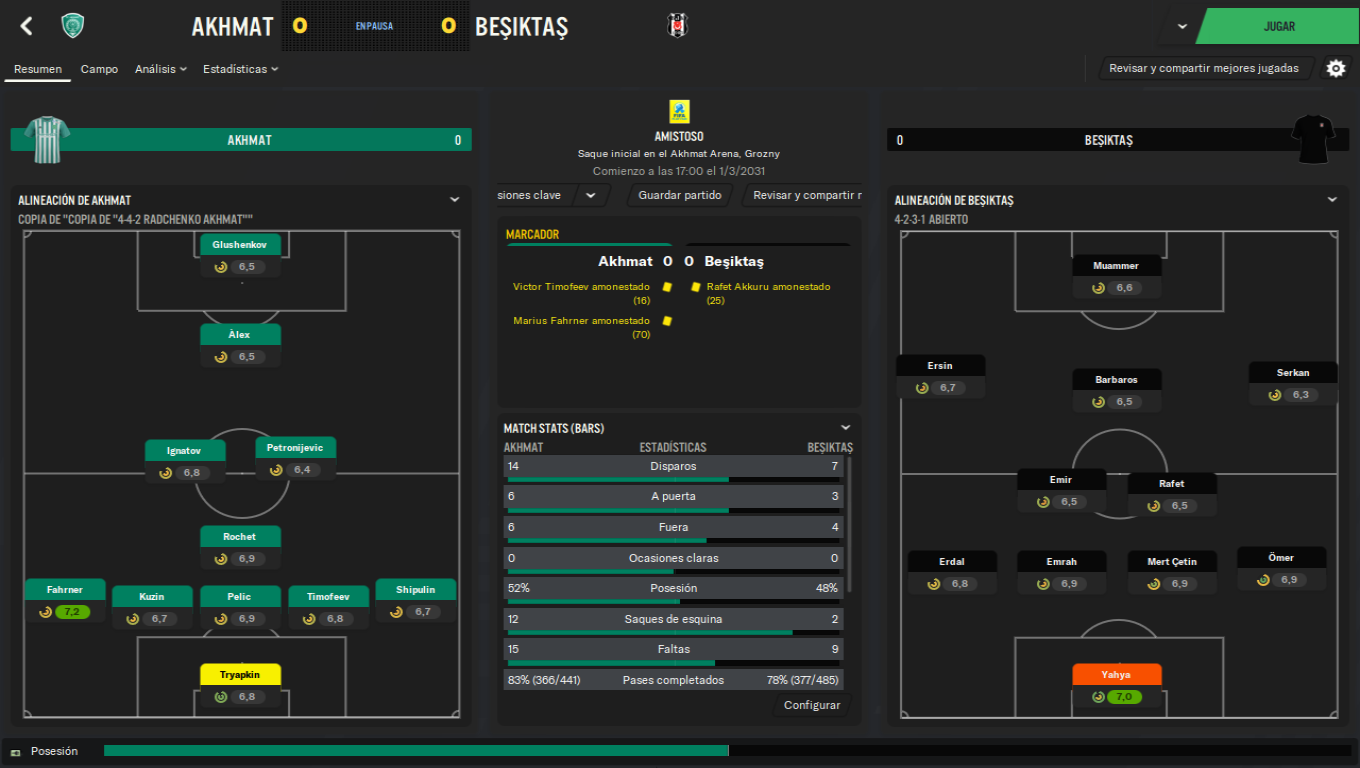 AKHMAT 0 EN PAUSA 0 BEŞIKTAŞ
JUGAR
Resumen Campo Análisis Estadísticas
Revisar y compartir mejores jugadas
AKHMAT 0
ALINEACIÓN DE AKHMAT
COPIA DE "COPIA DE "4-4-2 RADCHENKO AKHMAT""
Glushenkov
6,5
Àlex
6,5
Ignatov
6,8
Petronijevic
6,4
Rochet
6,9
Fahrner
7,2
Kuzin
6,7
Pelic
6,9
Timofeev
6,8
Shipulin
6,7
Tryapkin
6,8
FIFA
AMISTOSO
Saque inicial en el Akhmat Arena, Grozny
Comienzo a las 17:00 el 1/3/2031
siones clave Guardar partido Revisar y compartir r
MARCADOR
Akhmat 0 0 Beşiktaş
Victor Timofeev amonestado
(16)
Rafet Akkuru amonestado
(25)
Marius Fahrner amonestado
(70)
MATCH STATS (BARS)
AKHMAT ESTADÍSTICAS BEŞIKTAŞ
14 Disparos 7
6 A puerta 3
6 Fuera 4
0 Ocasiones claras 0
52% Posesión 48%
12 Saques de esquina 2
15 Faltas 9
83% (366/441) Pases completados 78% (377/485)
Configurar
0 BEŞIKTAŞ
ALINEACIÓN DE BEŞIKTAŞ
4-2-3-1 ABIERTO
Muammer
6,6
Ersin
6,7
Barbaros
6,5
Serkan
6,3
Emir
6,5
Rafet
6,5
Erdal
6,8
Emrah
6,9
Mert Çetin
6,9
Ömer
6,9
Yahya
7,0
Posesión